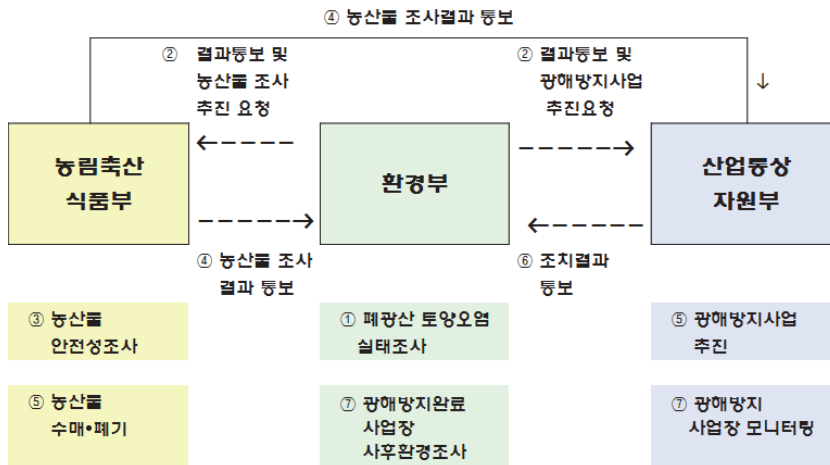 ④ 농산물 조사결과 통보
② 결과통보 및
농산물 조사
추진 요청
② 결과통보 및
광해방지사업
추진요청
↓
농림축산
식품부
환경부
산업통상
자원부
④ 농산물 조사
결과 통보
⑥ 조치결과
통보
③ 농산물
안전성조사
① 폐광산 토양오염
실태조사
⑤ 광해방지사업
추진
⑤ 농산물
수매•폐기
⑦ 광해방지완료
사업장
사후환경조사
⑦ 광해방지
사업장 모니터링